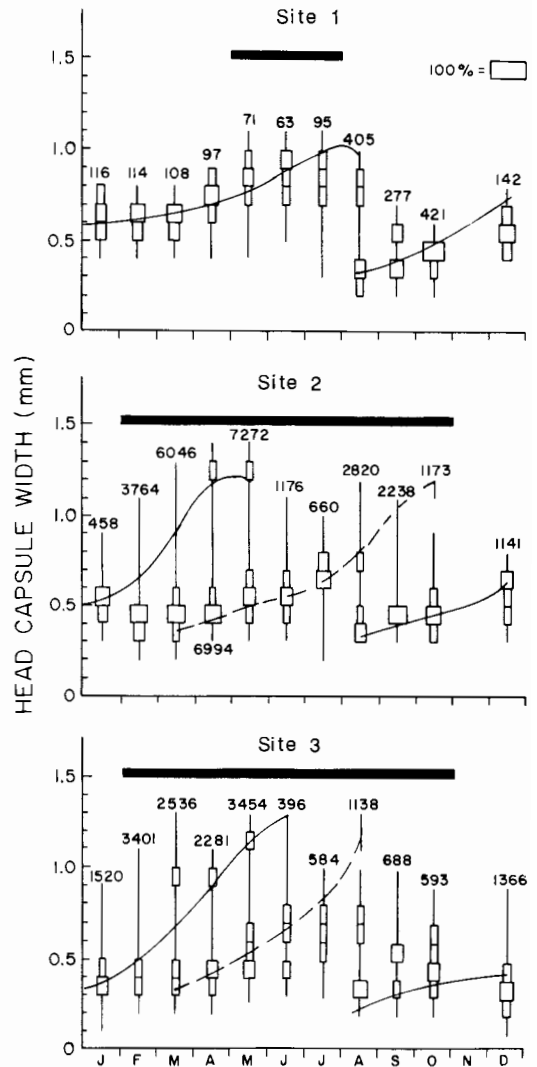 Site 1
100% =
1.5
1.0
0.5
0
116 114 108 97 71 63 95 405 277 421 142
HEAD CAPSULE WIDTH (mm)
Site 2
1.5
1.0
0.5
0
458 3764 6046 6994 7272 1176 660 2820 2238 1173 1141
Site 3
1.5
1.0
0.5
0
1520 3401 2536 2281 3454 396 584 1138 688 593 1366
J F M A M J J A S O N D